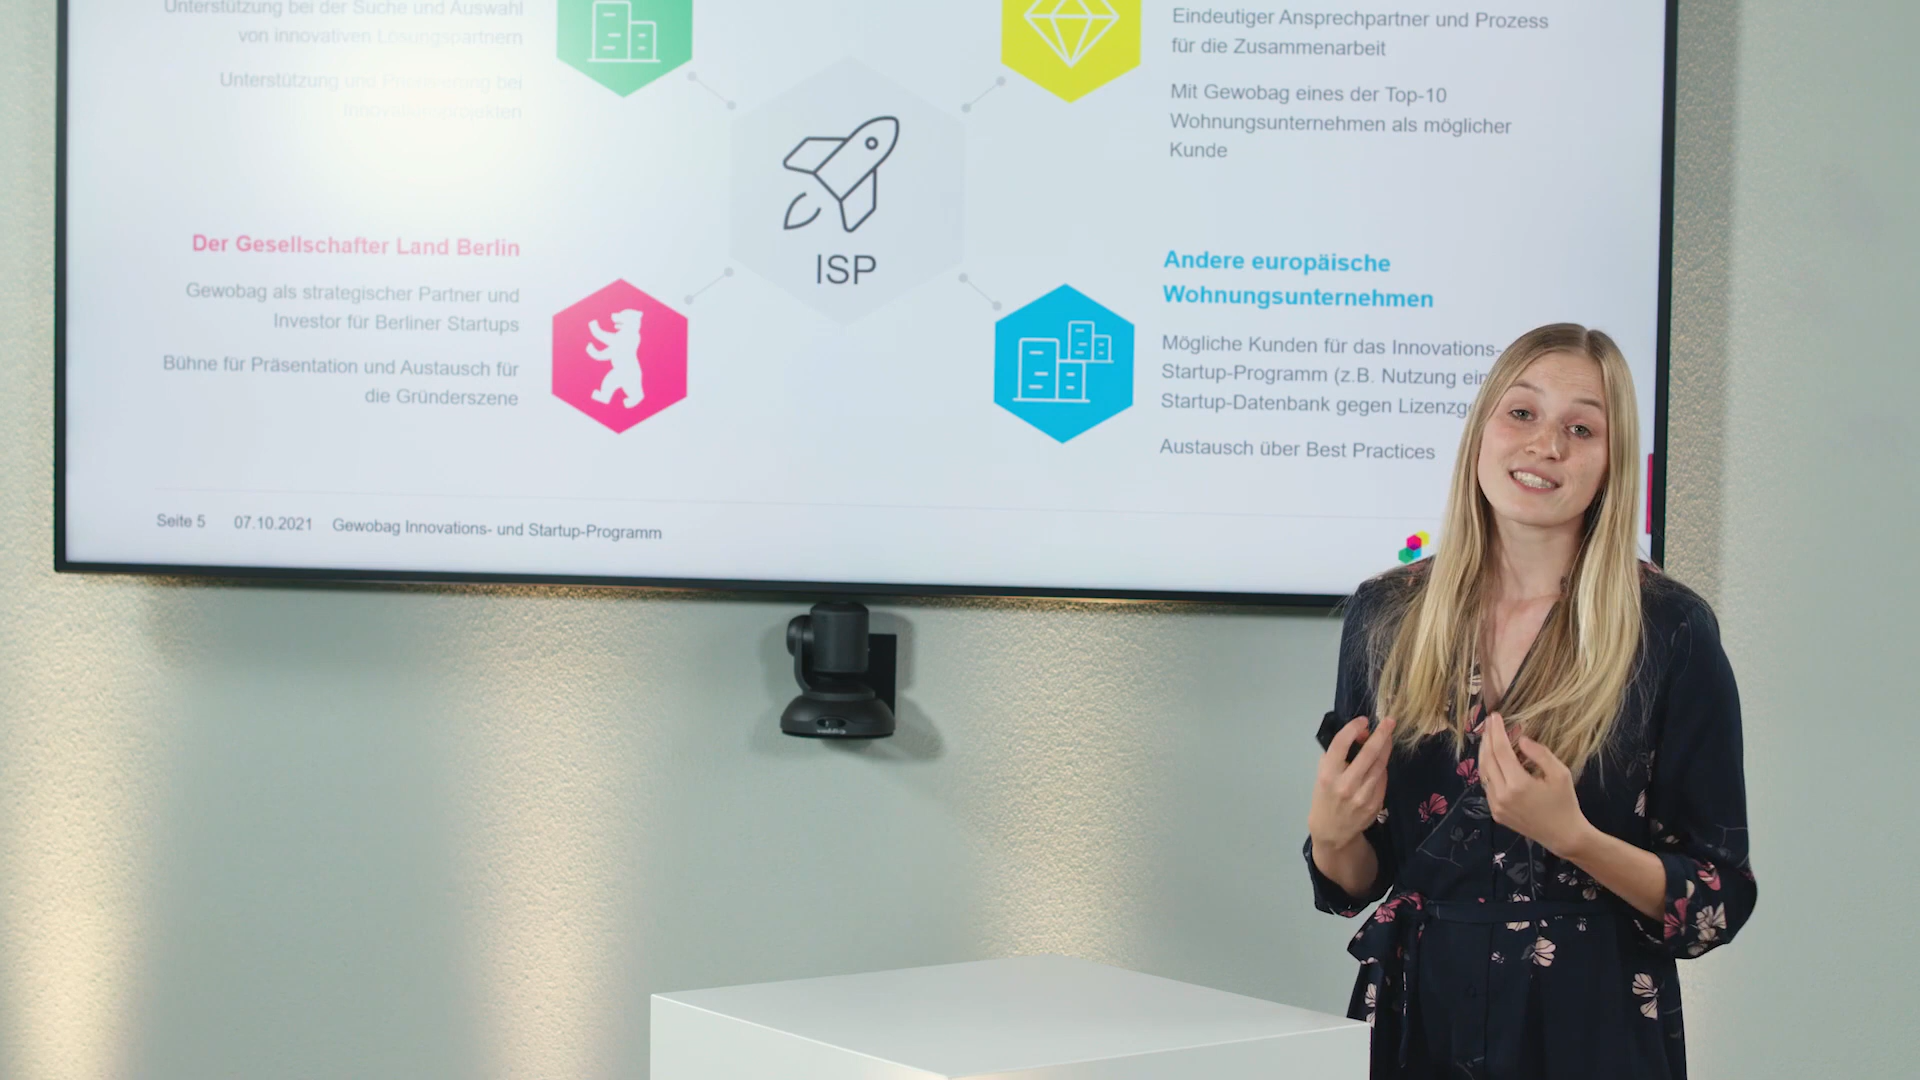 Unterstützung bei der Suche und Auswahl
von innovativen Lösungspartnern
Unterstützung und Priorisierung bei
Innovationsprojekten
Eindeutiger Ansprechpartner und Prozess
für die Zusammenarbeit
Mit Gewobag eines der Top-10
Wohnungsunternehmen als möglicher
Kunde
ISP
Der Gesellschafter Land Berlin
Gewobag als strategischer Partner und
Investor für Berliner Startups
Bühne für Präsentation und Austausch für
die Gründerszene
Andere europäische
Wohnungsunternehmen
Mögliche Kunden für das Innovations-
Startup-Programm (z.B. Nutzung
Startup-Datenbank gegen
Austausch über Best Practices
Seite 5 07.10.2021 Gewobag Innovations- und Startup-Programm